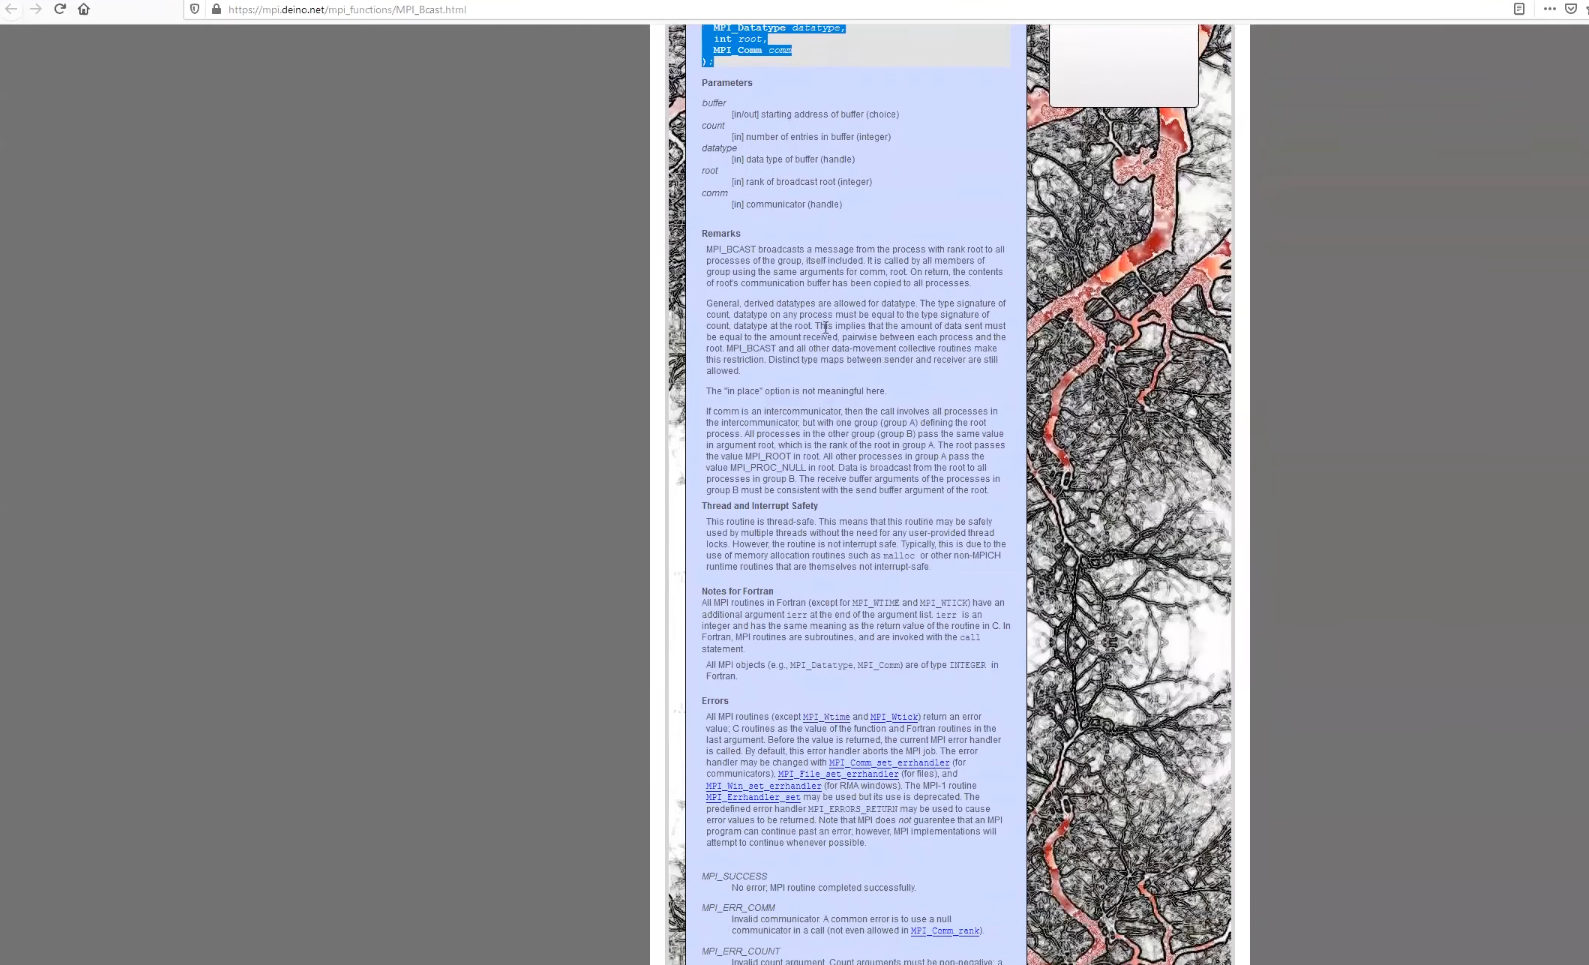 https://mpi.deino.net/mpi_functions/MPI_Bcast.html
MPI_Datatype datatype,
int root,
MPI_Comm comm
);
Parameters
buffer
[in/out] starting address of buffer (choice)
count
[in] number of entries in buffer (integer)
datatype
[in] data type of buffer (handle)
root
[in] rank of broadcast root (integer)
comm
[in] communicator (handle)
Remarks
MPI_BCAST broadcasts a message from the process with rank root to all
processes of the group, itself included. It is called by all members of
group using the same arguments for comm, root. On return, the contents
of root's communication buffer has been copied to all processes.
General, derived datatypes are allowed for datatype. The type signature of
count, datatype on any process must be equal to the type signature of
count, datatype at the root. This implies that the amount of data sent must
be equal to the amount received, pairwise between each process and the
root. MPI_BCAST and all other data-movement collective routines make
this restriction. Distinct type maps between sender and receiver are still
allowed.
The "in place" option is not meaningful here.
If comm is an intercommunicator, then the call involves all processes in
the intercommunicator, but with one group (group A) defining the root
process. All processes in the other group (group B) pass the same value
in argument root, which is the rank of the root in group A. The root passes
the value MPI_ROOT in root. All other processes in group A pass the
value MPI_PROC_NULL in root. Data is broadcast from the root to all
processes in group B. The receive buffer arguments of the processes in
group B must be consistent with the send buffer argument of the root.
Thread and Interrupt Safety
This routine is thread-safe. This means that this routine may be safely
used by multiple threads without the need for any user-provided thread
locks. However, the routine is not interrupt safe. Typically, this is due to the
use of memory allocation routines such as malloc or other non-MPICH
runtime routines that are themselves not interrupt-safe.
Notes for Fortran
All MPI routines in Fortran (except for MPI_WTIME and MPI_WTICK) have an
additional argument ierr at the end of the argument list. ierr is an
integer and has the same meaning as the return value of the routine in C. In
Fortran, MPI routines are subroutines, and are invoked with the call
statement.
All MPI objects (e.g., MPI_Datatype, MPI_Comm) are of type INTEGER in
Fortran.
Errors
All MPI routines (except MPI_Wtime and MPI_Wtick) return an error
value; C routines as the value of the function and Fortran routines in the
last argument. Before the value is returned, the current MPI error handler
is called. By default, this error handler aborts the MPI job. The error
handler may be changed with MPI_Comm_set_errhandler (for
communicators), MPI_File_set_errhandler (for files), and
MPI_Win_set_errhandler (for RMA windows). The MPI-1 routine
MPI_Errhandler_set may be used but its use is deprecated. The
predefined error handler MPI_ERRORS_RETURN may be used to cause
error values to be returned. Note that MPI does not guarentee that an MPI
program can continue past an error; however, MPI implementations will
attempt to continue whenever possible.
MPI_SUCCESS
No error; MPI routine completed successfully.
MPI_ERR_COMM
Invalid communicator. A common error is to use a null
communicator in a call (not even allowed in MPI_Comm_rank).
MPI_ERR_COUNT
Invalid count argument. Count arguments must be non-negative, a